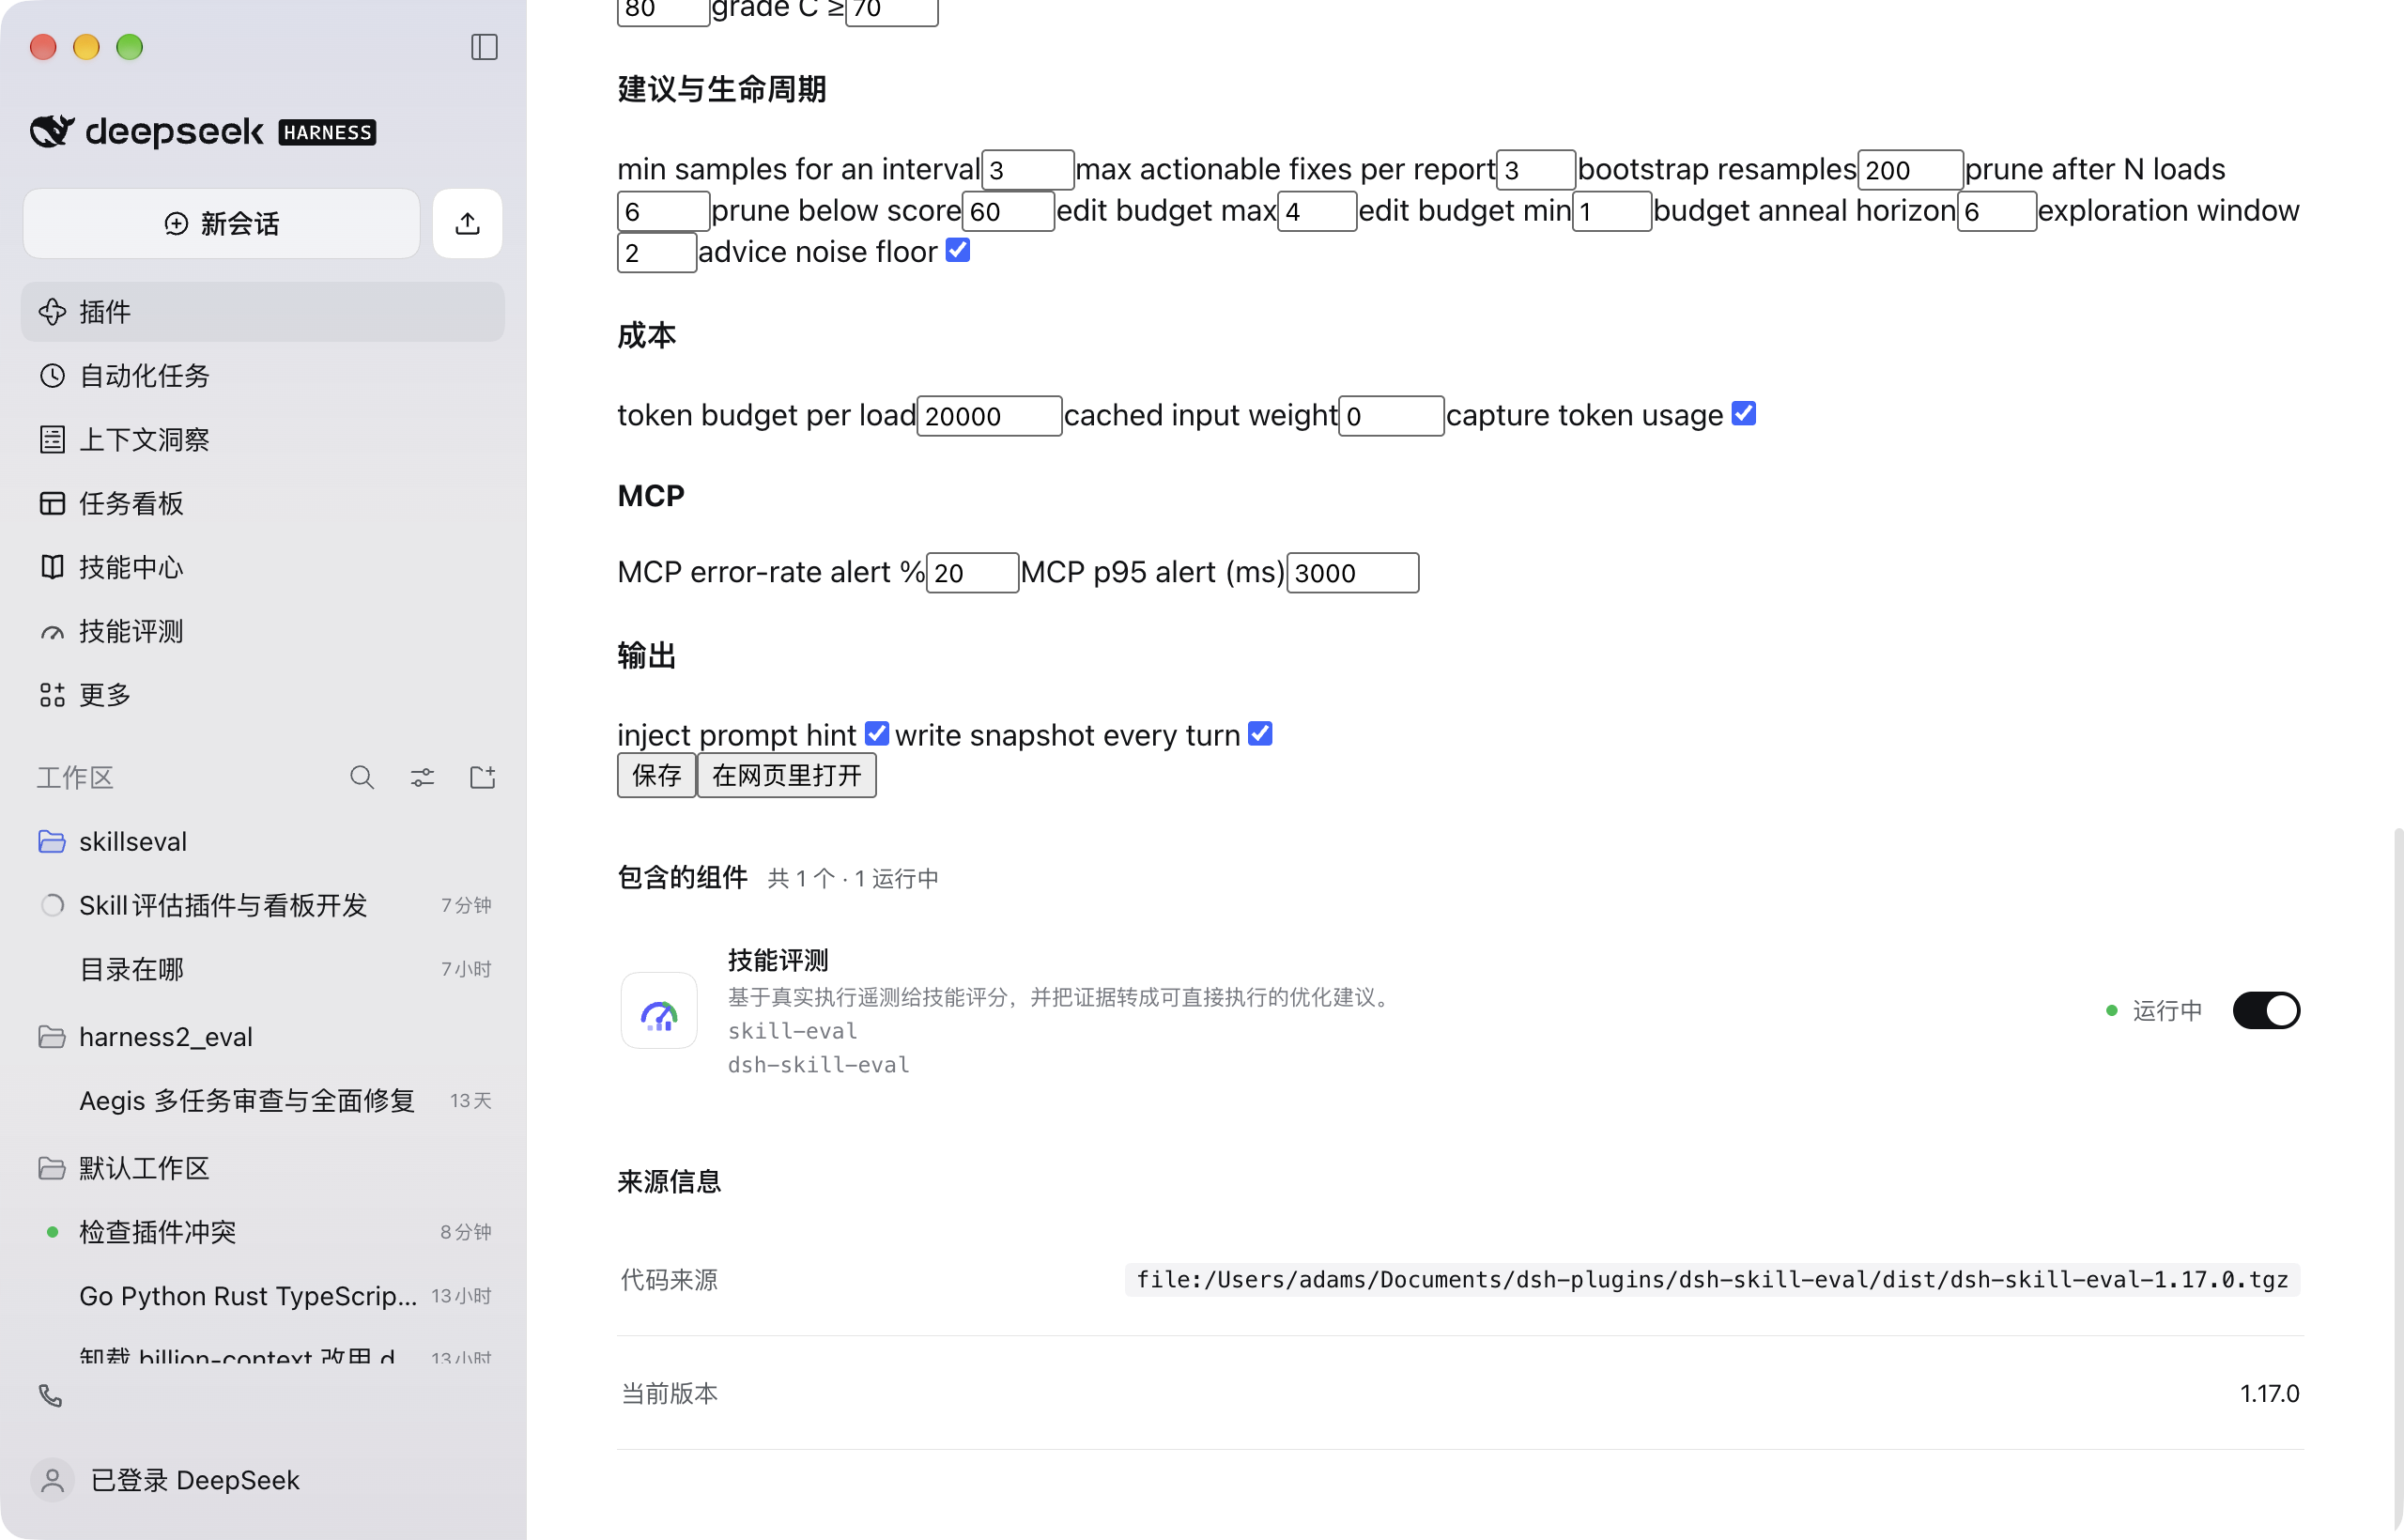 deepseek HARNESS
新会话
插件
自动化任务
上下文洞察
任务看板
技能中心
技能评测
更多
工作区
skillseval
Skill 评估插件与看板开发 7 分钟
目录在哪 7 小时
harness2_eval
Aegis 多任务审查与全面修复 13 天
默认工作区
检查插件冲突 8 分钟
Go Python Rust TypeScrip... 13 小时
卸载 billion-context 改用 d 13 小时
已登录 DeepSeek
80 grade C ≥ 70
建议与生命周期
min samples for an interval 3 max actionable fixes per report 3 bootstrap resamples 200 prune after N loads
6 prune below score 60 edit budget max 4 edit budget min 1 budget anneal horizon 6 exploration window
2 advice noise floor
成本
token budget per load 20000 cached input weight 0 capture token usage
MCP
MCP error-rate alert % 20 MCP p95 alert (ms) 3000
输出
inject prompt hint write snapshot every turn
保存 在网页里打开
包含的组件 共 1 个 · 1 运行中
技能评测
基于真实执行遥测给技能评分，并把证据转成可直接执行的优化建议。
skill-eval
dsh-skill-eval
运行中
来源信息
代码来源 file:/Users/adams/Documents/dsh-plugins/dsh-skill-eval/dist/dsh-skill-eval-1.17.0.tgz
当前版本 1.17.0